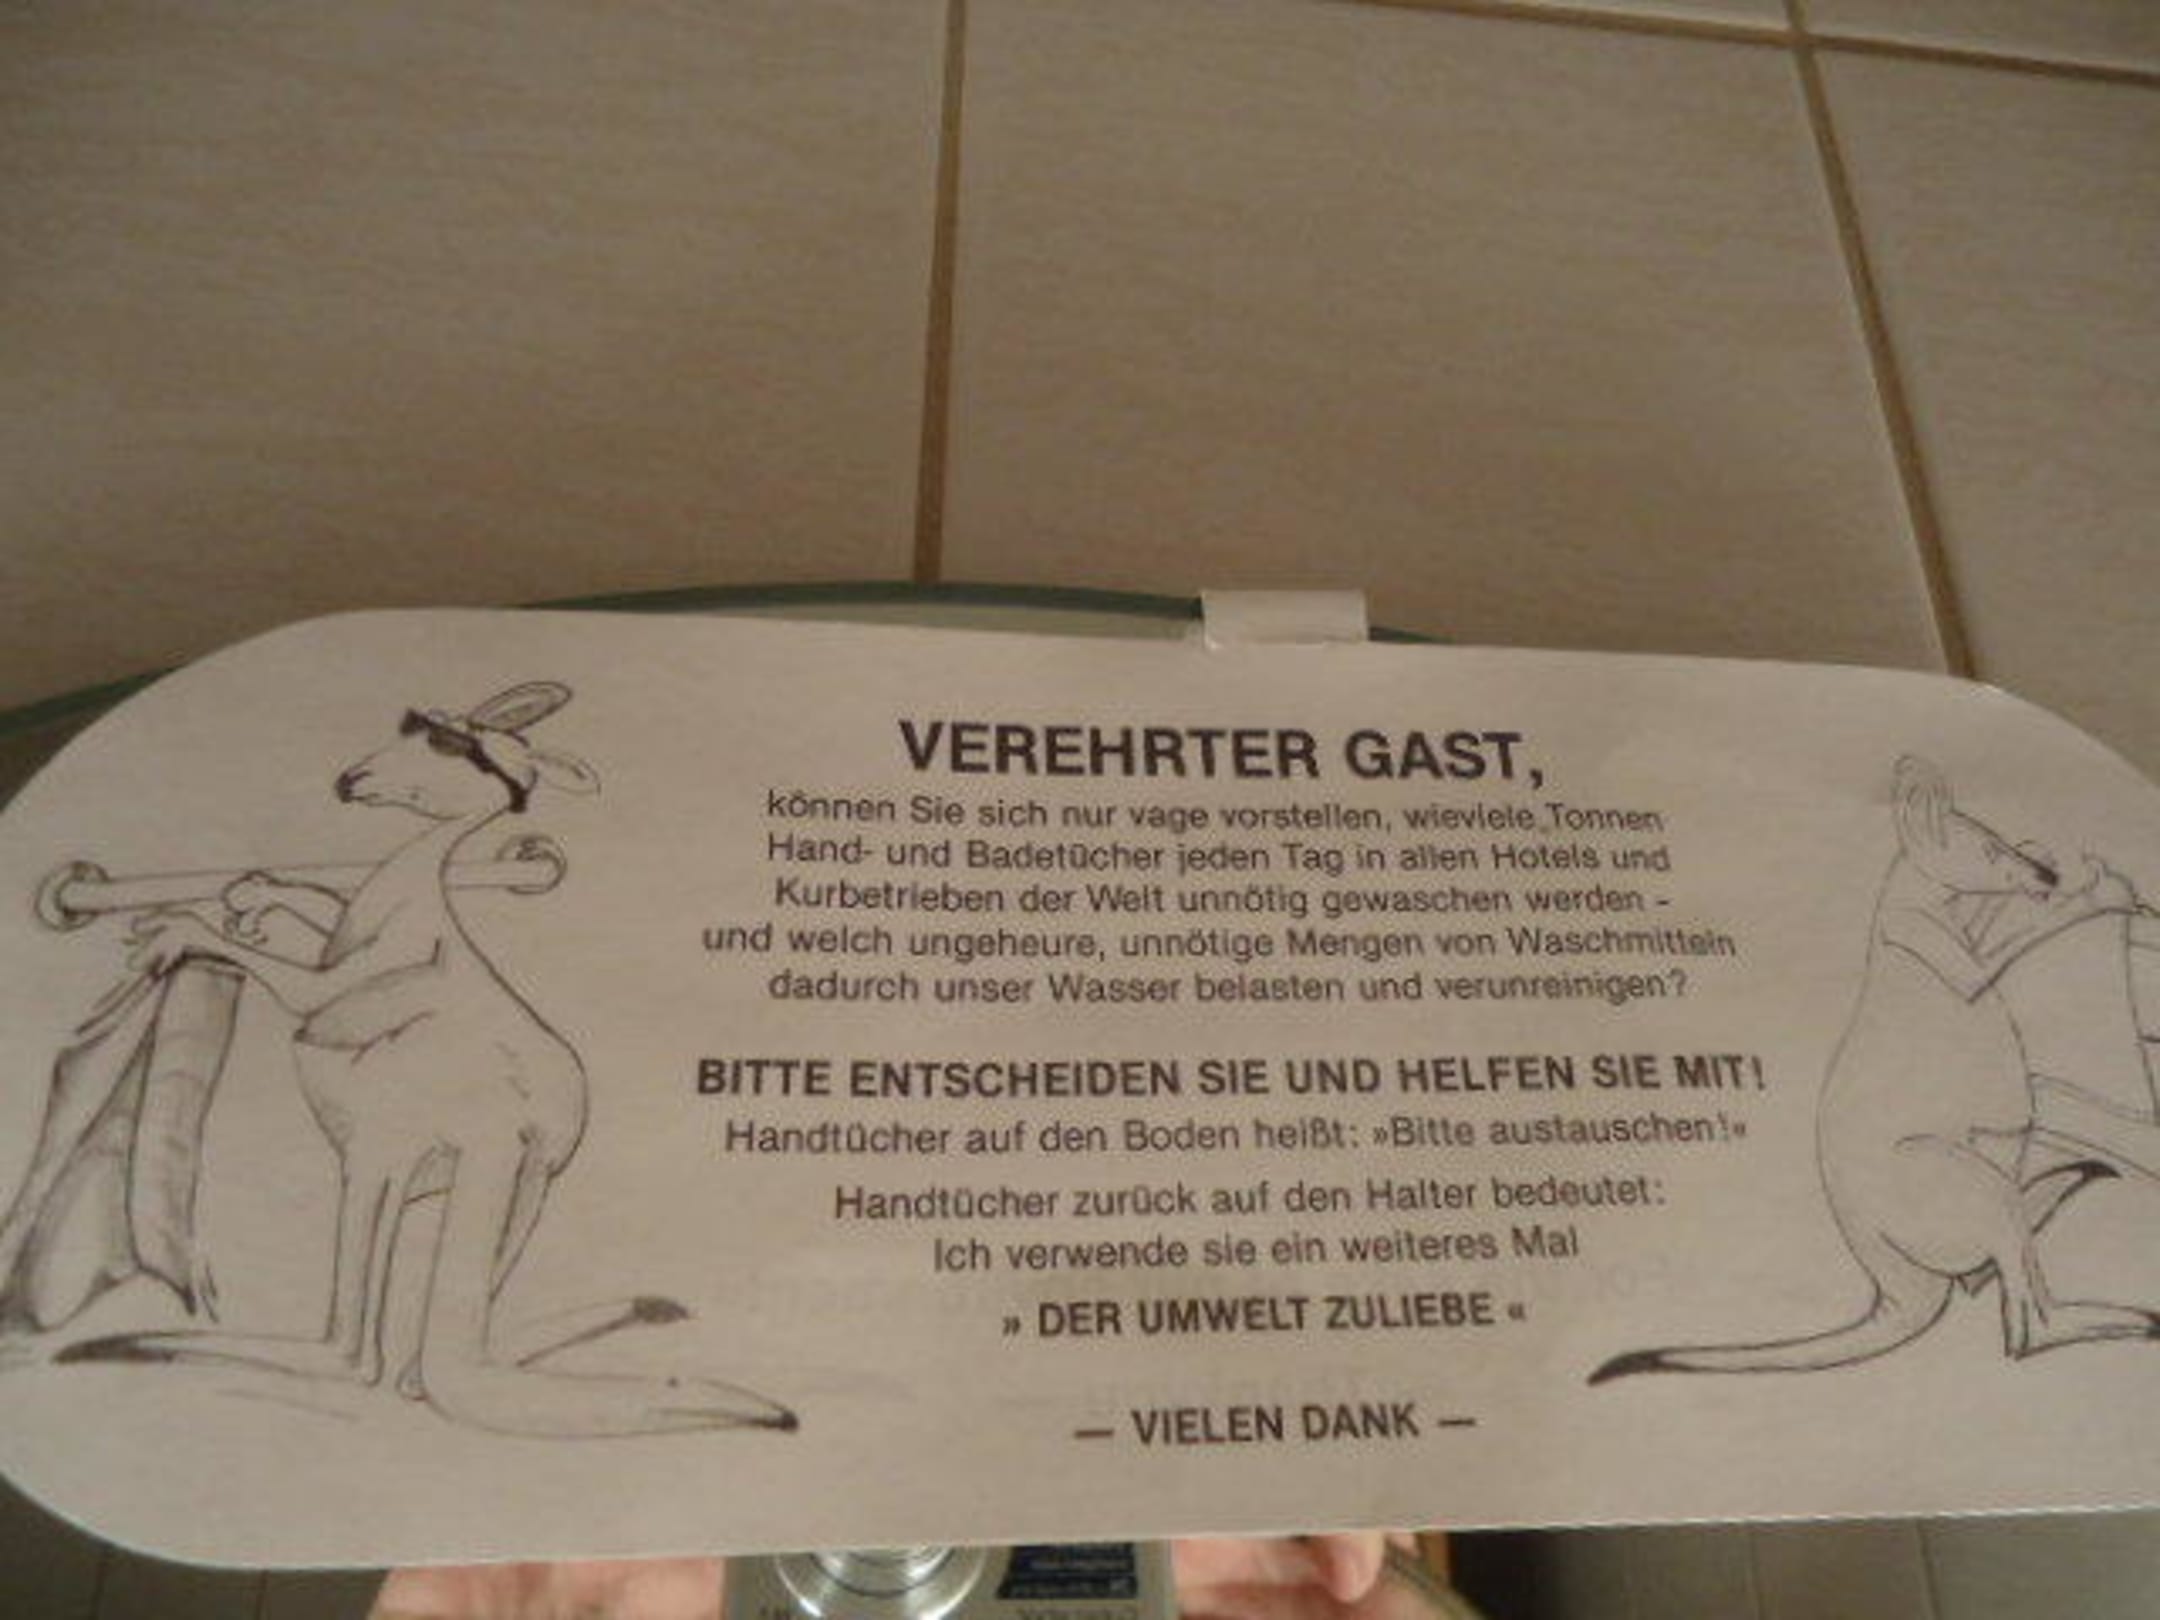 VEREHRTER GAST,
können Sie sich nur vage vorstellen, wieviele Tonnen
Hand- und Badetücher jeden Tag in allen Hotels und
Kurbetrieben der Welt unnötig gewaschen werden -
und welch ungeheure, unnötige Mengen von Waschmitteln
dadurch unser Wasser belasten und verunreinigen?
BITTE ENTSCHEIDEN SIE UND HELFEN SIE MIT!
Handtücher auf den Boden heißt: »Bitte austauschen!«
Handtücher zurück auf den Halter bedeutet:
Ich verwende sie ein weiteres Mal
» DER UMWELT ZULIEBE «
— VIELEN DANK —